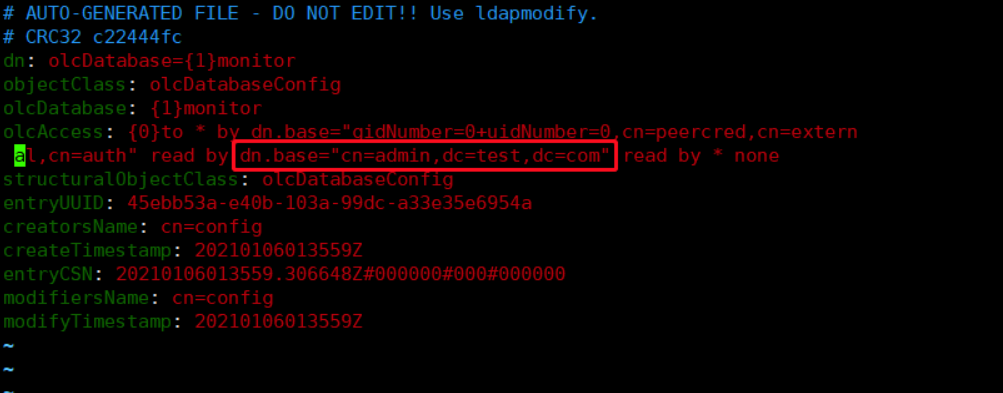 # AUTO-GENERATED FILE - DO NOT EDIT!! Use ldapmodify.
# CRC32 c22444fc
dn: olcDatabase={1}monitor
objectClass: olcDatabaseConfig
olcDatabase: {1}monitor
olcAccess: {0}to * by dn.base="gidNumber=0+uidNumber=0,cn=peercred,cn=extern
 al,cn=auth" read by dn.base="cn=admin,dc=test,dc=com" read by * none
structuralObjectClass: olcDatabaseConfig
entryUUID: 45ebb53a-e40b-103a-99dc-a33e35e6954a
creatorsName: cn=config
createTimestamp: 20210106013559Z
entryCSN: 20210106013559.306648Z#000000#000#000000
modifiersName: cn=config
modifyTimestamp: 20210106013559Z
~
~
~